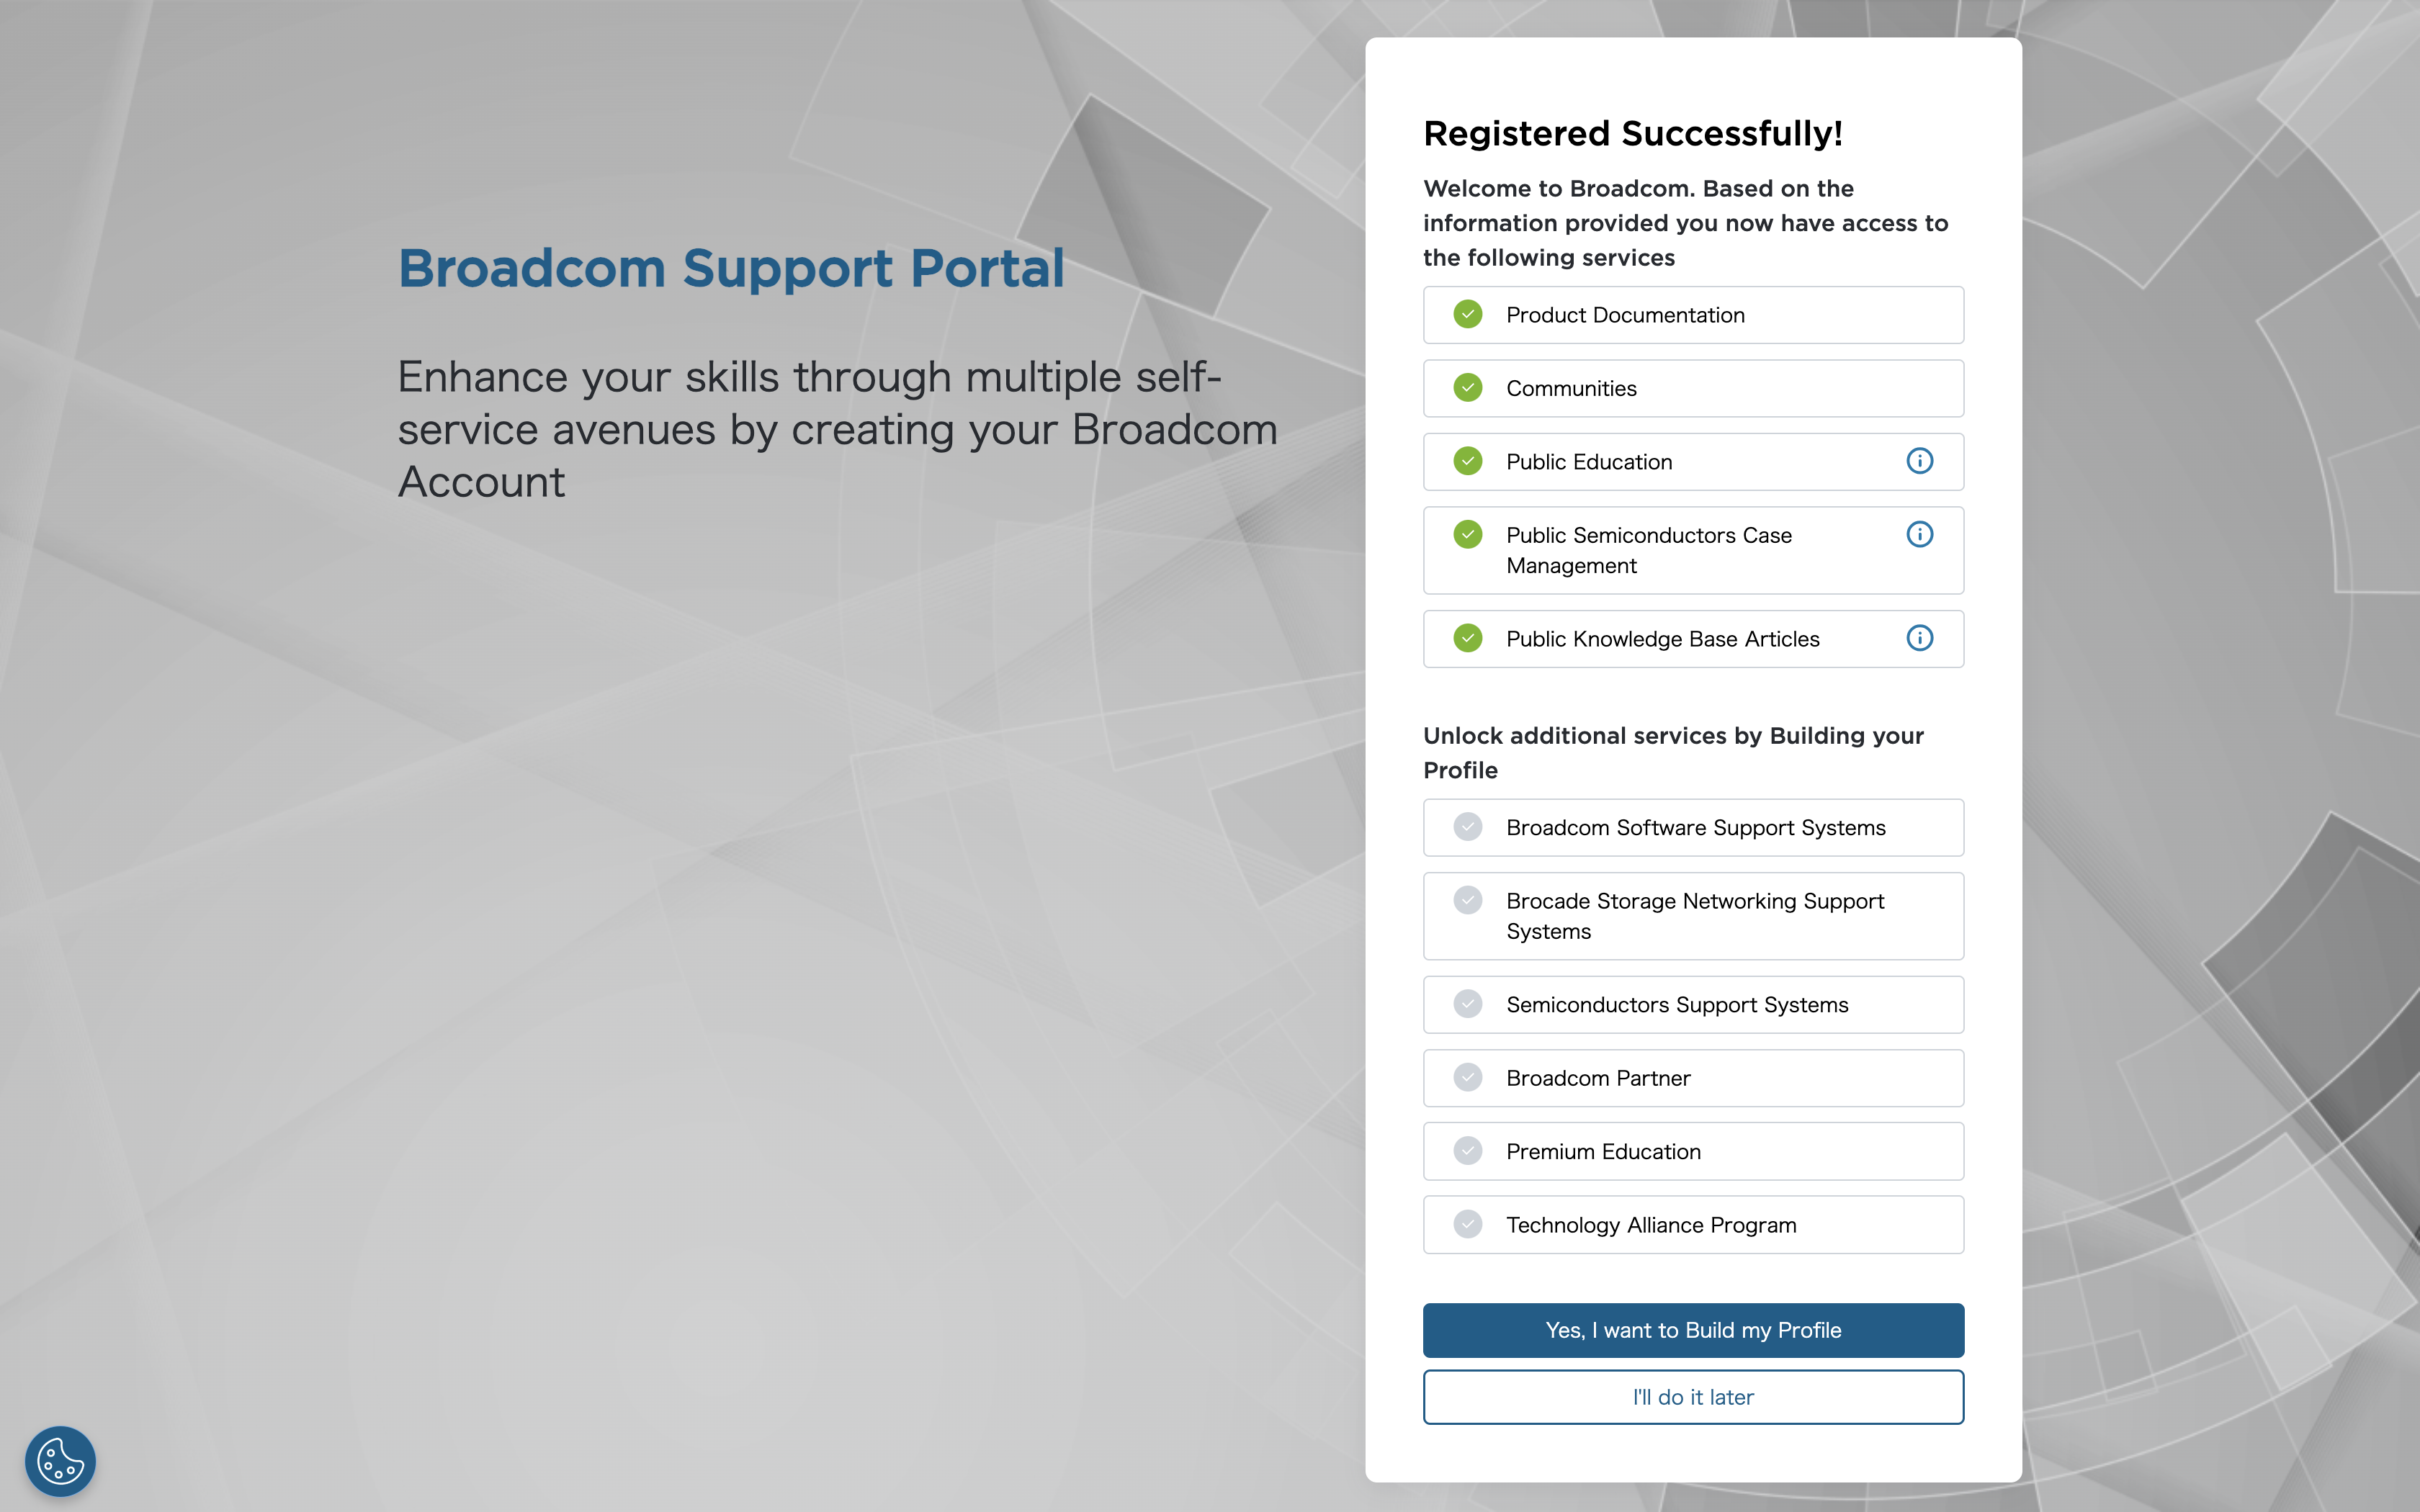 Broadcom Support Portal
Enhance your skills through multiple self-
service avenues by creating your Broadcom
Account
Registered Successfully!
Welcome to Broadcom. Based on the
information provided you now have access to
the following services
Product Documentation
Communities
Public Education
Public Semiconductors Case
Management
Public Knowledge Base Articles
Unlock additional services by Building your
Profile
Broadcom Software Support Systems
Brocade Storage Networking Support
Systems
Semiconductors Support Systems
Broadcom Partner
Premium Education
Technology Alliance Program
Yes, I want to Build my Profile
I'll do it later